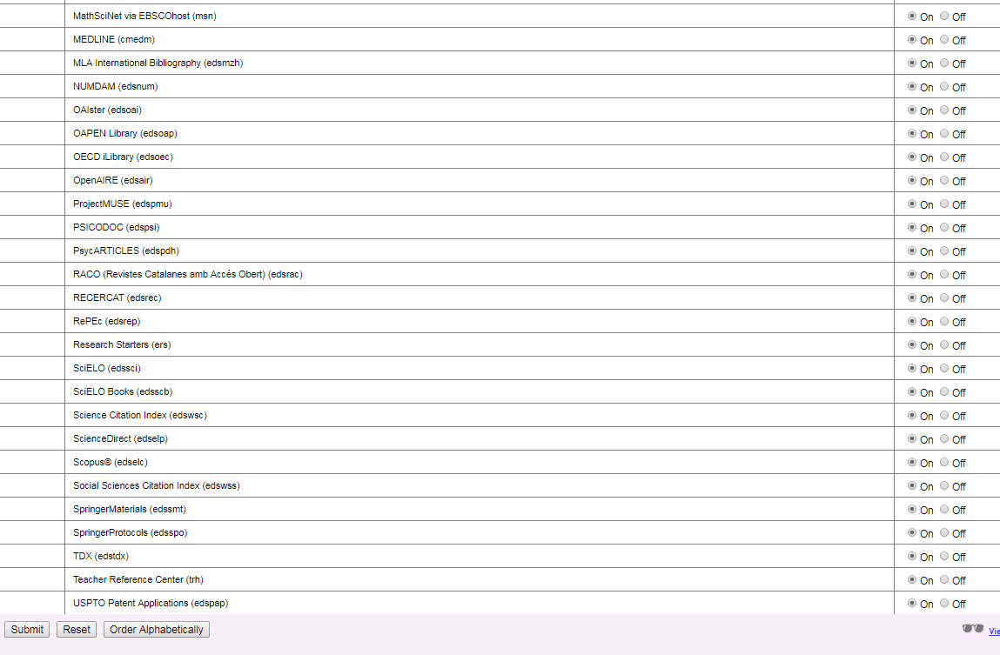 MathSciNet via EBSCOhost (msn) On Off
MEDLINE (cmedm) On Off
MLA International Bibliography (edsmzh) On Off
NUMDAM (edsnum) On Off
OAIster (edsoai) On Off
OAPEN Library (edsoap) On Off
OECD iLibrary (edsoec) On Off
OpenAIRE (edsair) On Off
ProjectMUSE (edspmu) On Off
PSICODOC (edspsi) On Off
PsycARTICLES (edspdh) On Off
RACO (Revistes Catalanes amb Accés Obert) (edsrac) On Off
RECERCAT (edsrec) On Off
RePEc (edsrep) On Off
Research Starters (ers) On Off
SciELO (edssci) On Off
SciELO Books (edsscb) On Off
Science Citation Index (edswsc) On Off
ScienceDirect (edselp) On Off
Scopus® (edselc) On Off
Social Sciences Citation Index (edswss) On Off
SpringerMaterials (edssmt) On Off
SpringerProtocols (edsspo) On Off
TDX (edstdx) On Off
Teacher Reference Center (trh) On Off
USPTO Patent Applications (edspap) On Off
Submit Reset Order Alphabetically